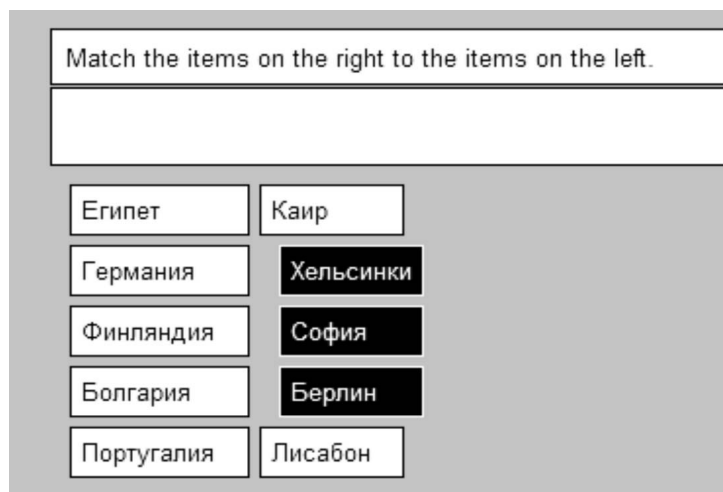 Match the items on the right to the items on the left.
Египет Каир
Германия Хельсинки
Финляндия София
Болгария Берлин
Португалия Лисабон